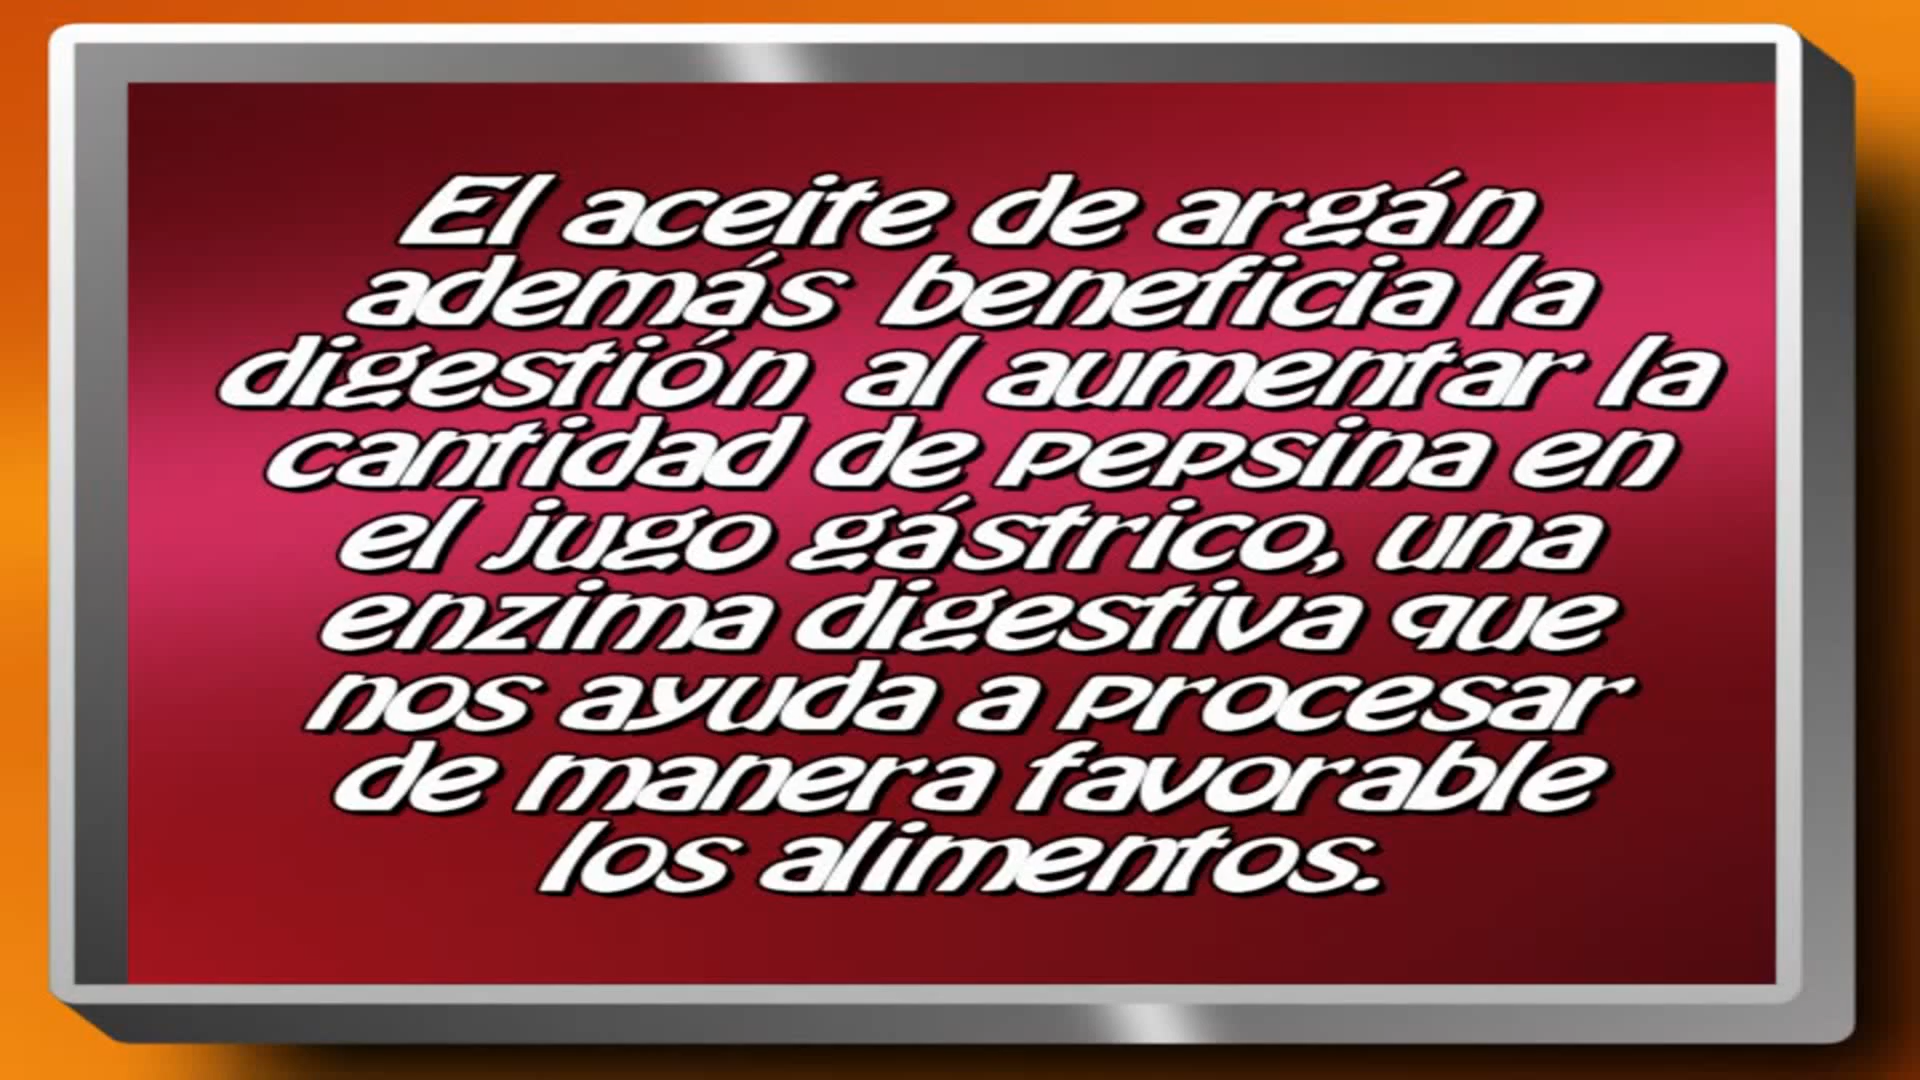 El aceite de argán
además beneficia la
digestión al aumentar la
cantidad de pepsina en
el jugo gástrico, una
enzima digestiva que
nos ayuda a procesar
de manera favorable
los alimentos.